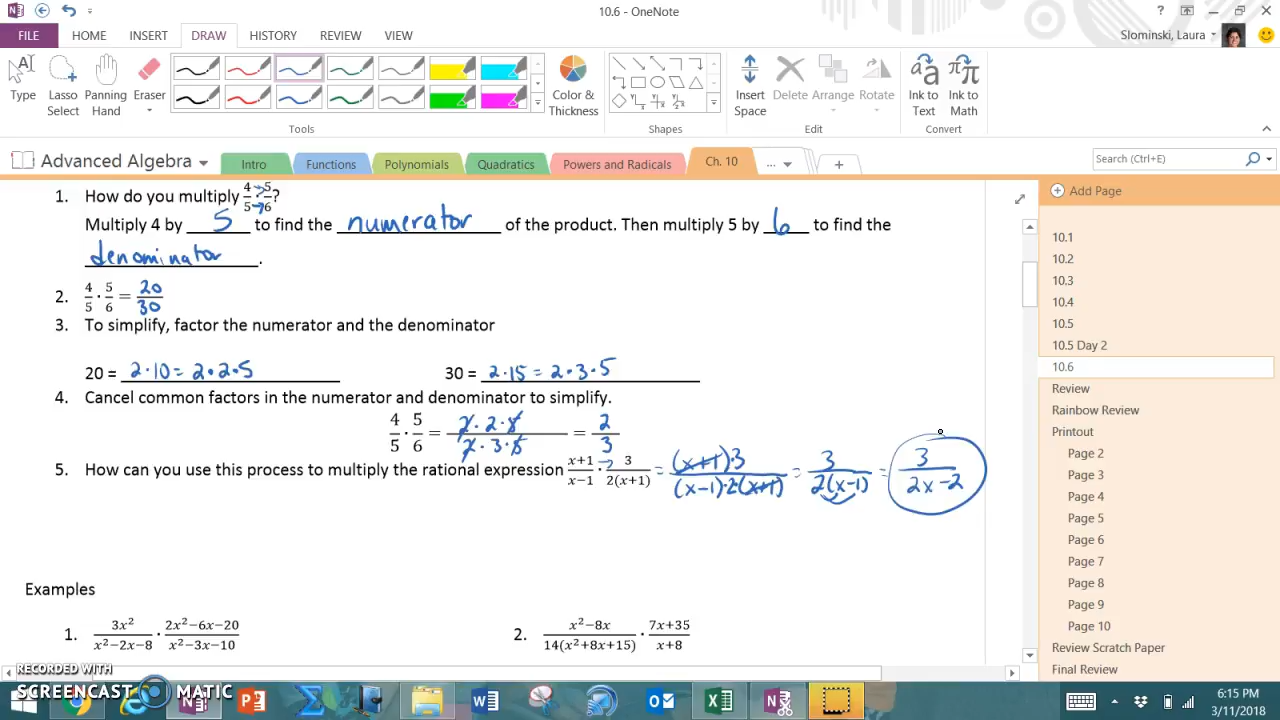 10.6 - OneNote
FILE HOME INSERT DRAW HISTORY REVIEW VIEW
Slominski, Laura
Type
Lasso Select
Panning Hand
Eraser
Color & Thickness
Insert Space
Delete
Arrange
Rotate
Ink to Text
Ink to Math
Tools
Shapes
Edit
Convert
Advanced Algebra
Intro Functions Polynomials Quadratics Powers and Radicals Ch. 10 ...
Search (Ctrl+E)
Add Page
10.1
10.2
10.3
10.4
10.5
10.5 Day 2
10.6
Review
Rainbow Review
Printout
Page 2
Page 3
Page 4
Page 5
Page 6
Page 7
Page 8
Page 9
Page 10
Review Scratch Paper
Final Review
1. How do you multiply 4/5 · 5/6?
Multiply 4 by 5 to find the numerator of the product. Then multiply 5 by 6 to find the
denominator.
2. 4/5 · 5/6 = 20/30
3. To simplify, factor the numerator and the denominator
20 = 2·10 = 2·2·5 30 = 2·15 = 2·3·5
4. Cancel common factors in the numerator and denominator to simplify.
4/5 · 5/6 = 2·2·5/2·3·5 = 2/3
5. How can you use this process to multiply the rational expression x+1/x−1 · 3/2(x+1) = (x+1)·3/(x−1)·2·(x+1) = 3/2(x−1) = 3/2x−2
Examples
1. 3x²/x²−2x−8 · 2x²−6x−20/x²−3x−10 2. x²−8x/14(x²+8x+15) · 7x+35/x+8
RECORDED WITH
SCREENCAST MATIC
6:15 PM
3/11/2018